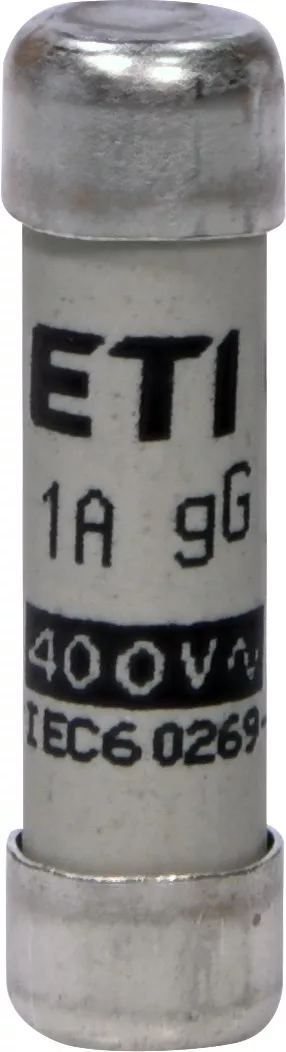 ETI
1A gG
400V~
IEC60269-